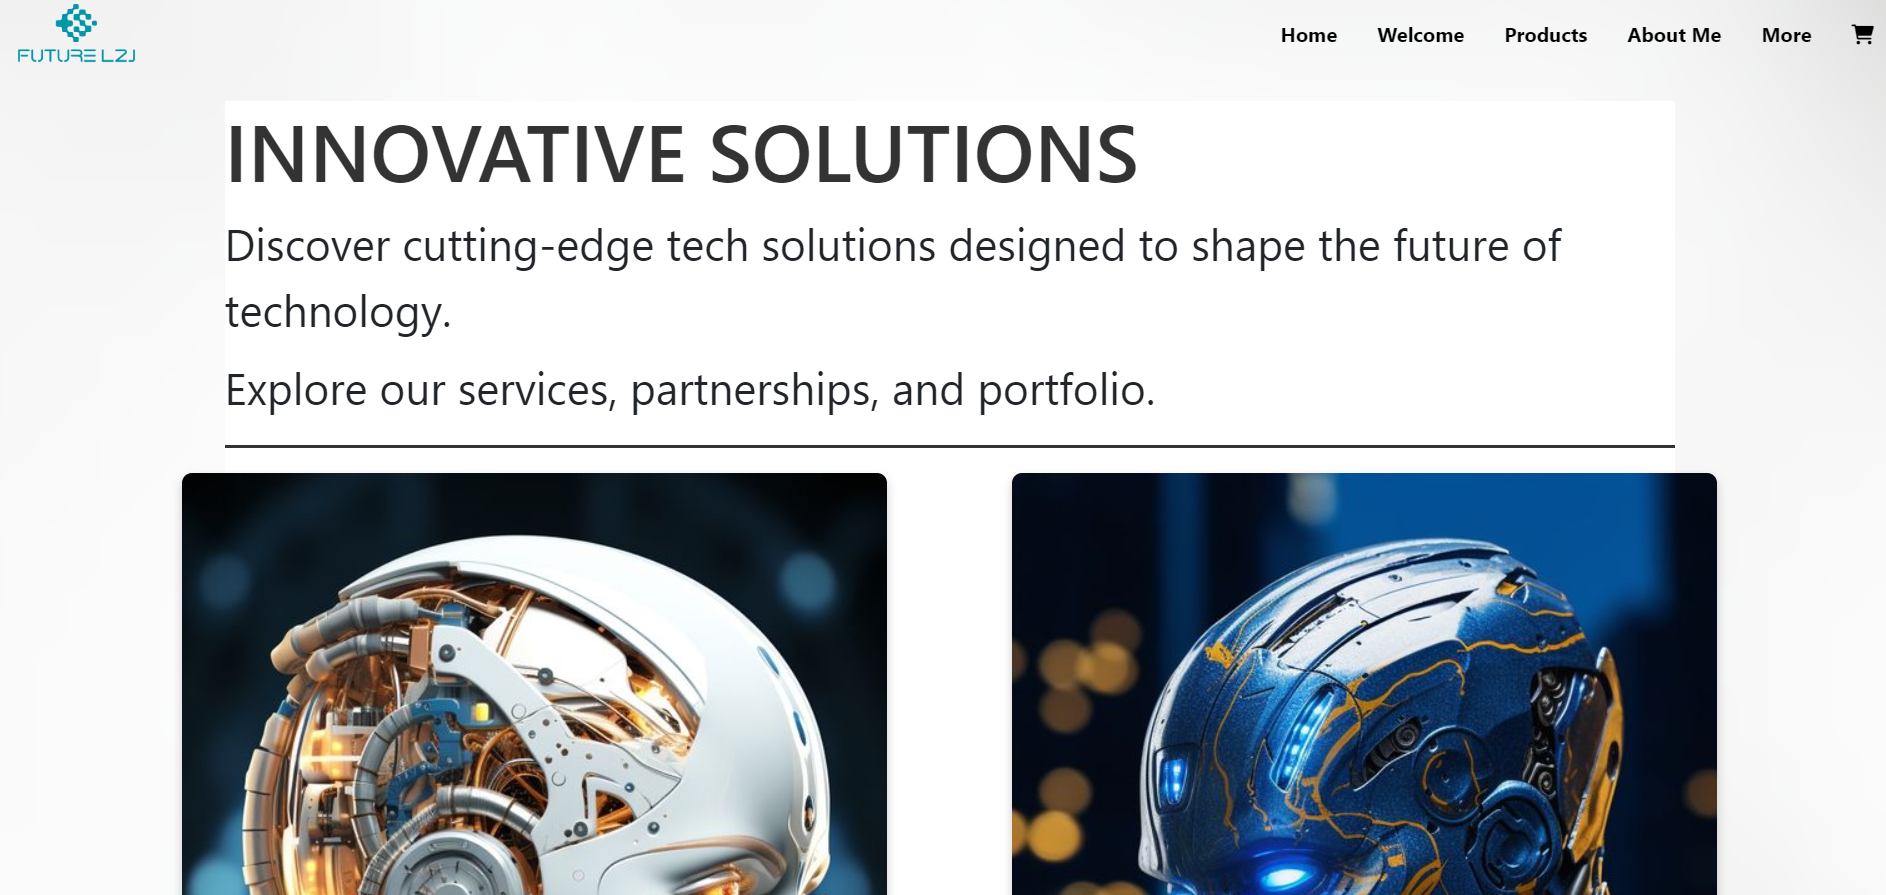 FUTURE LZJ
Home Welcome Products About Me More
INNOVATIVE SOLUTIONS
Discover cutting-edge tech solutions designed to shape the future of
technology.
Explore our services, partnerships, and portfolio.